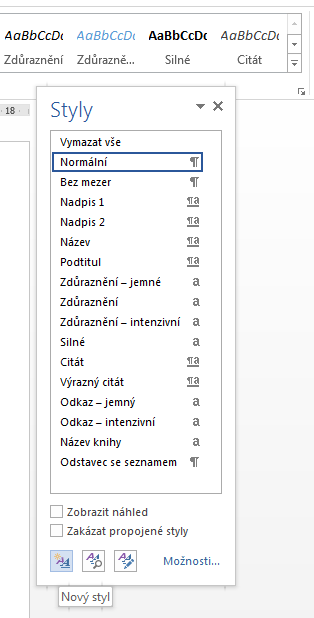 AaBbCcDc AaBbCcDc AaBbCcDc AaBbCcDc
Zdůraznění Zdůrazně... Silné Citát
· 18 ·
Styly
Vymazat vše
Normální ¶
Bez mezer ¶
Nadpis 1 ¶a
Nadpis 2 ¶a
Název ¶a
Podtitul ¶a
Zdůraznění – jemné a
Zdůraznění a
Zdůraznění – intenzivní a
Silné a
Citát ¶a
Výrazný citát ¶a
Odkaz – jemný a
Odkaz – intenzivní a
Název knihy a
Odstavec se seznamem ¶
Zobrazit náhled
Zakázat propojené styly
Možnosti...
Nový styl